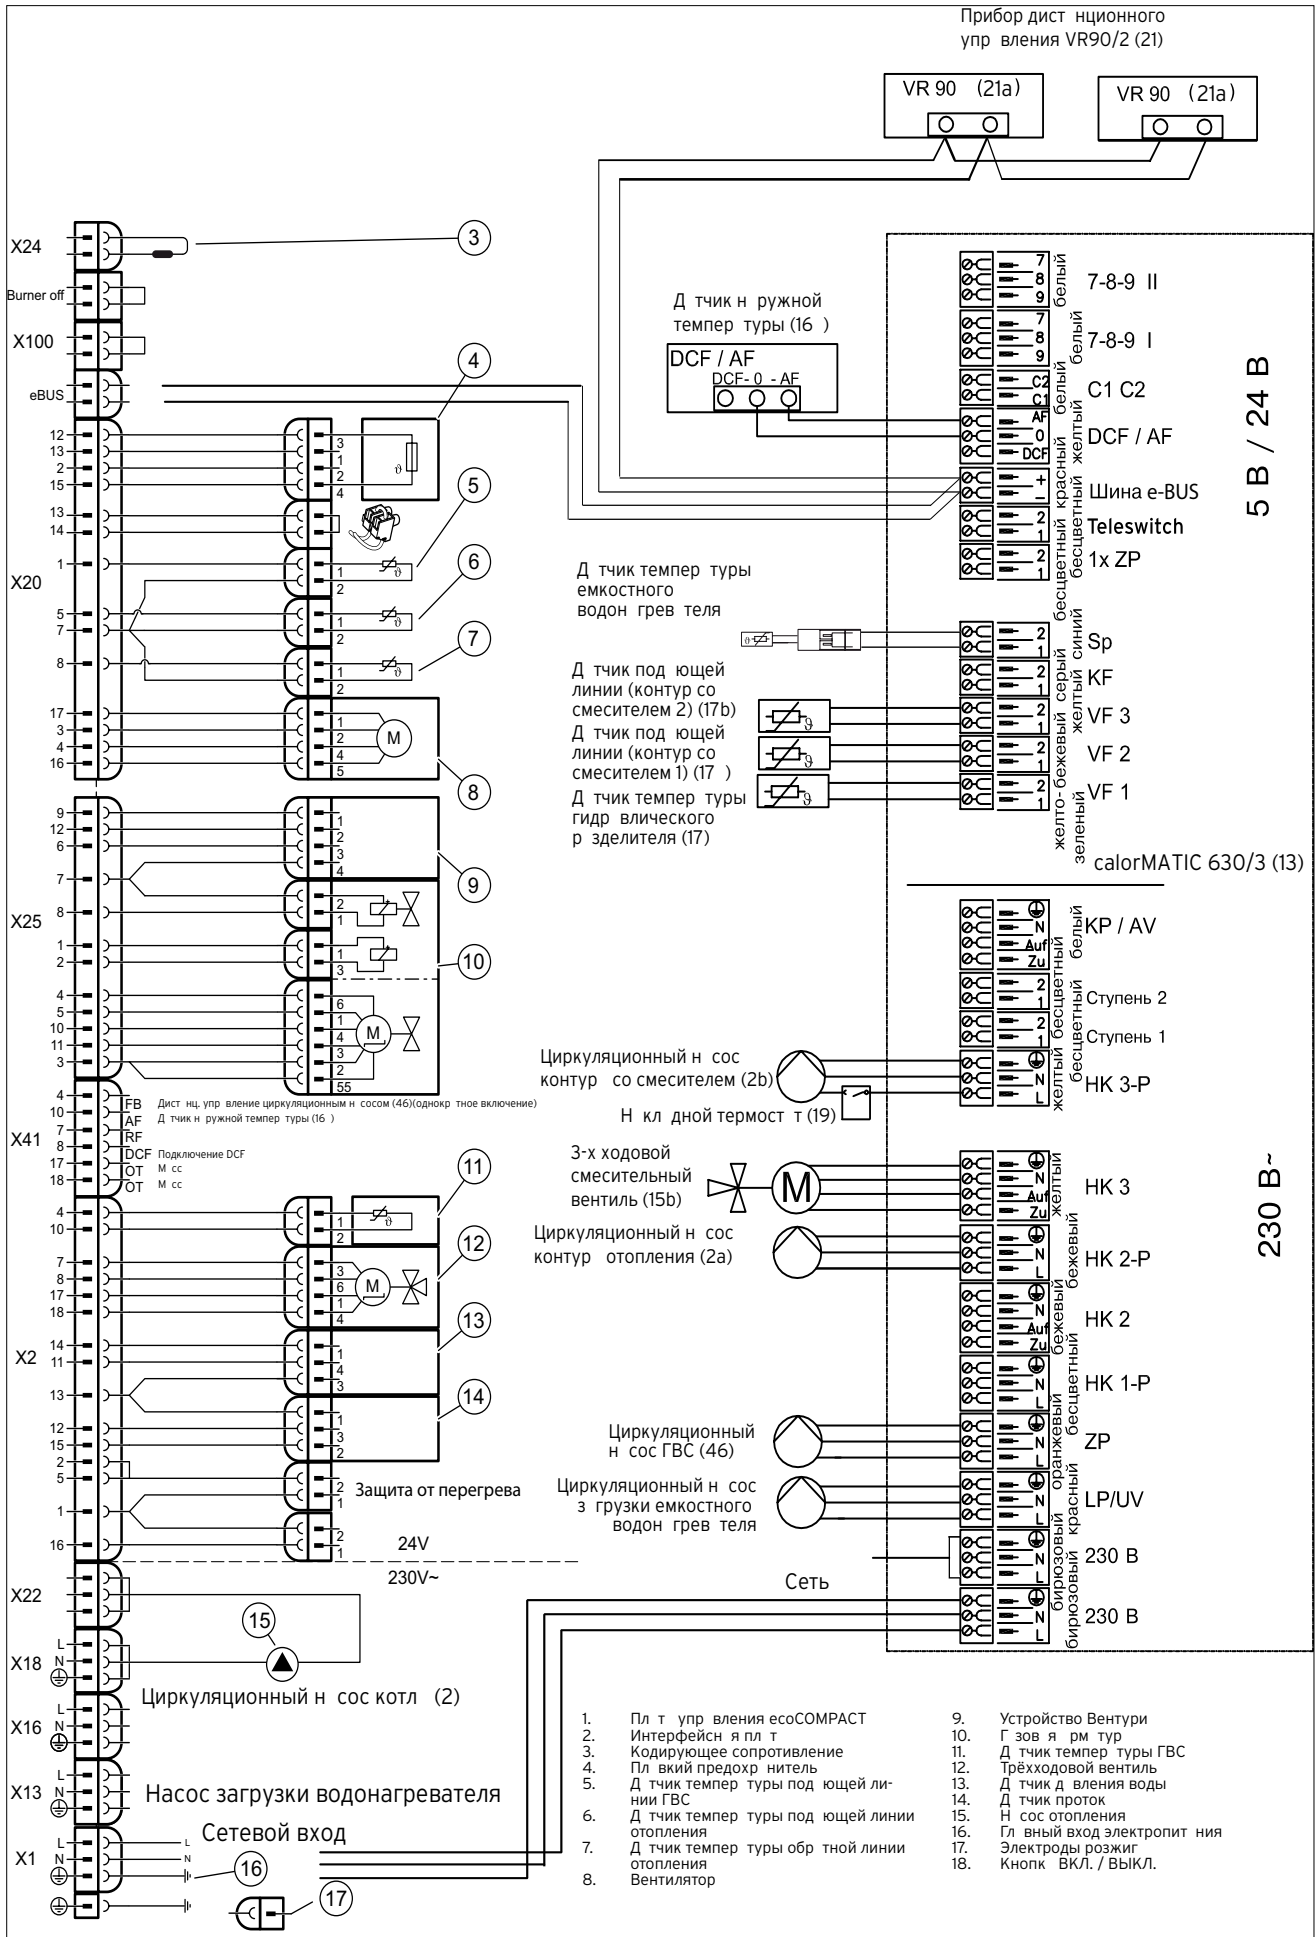 Прибор дист нционного
упр вления VR90/2 (21)
VR 90 (21a)
VR 90 (21a)
X24
3
Burner off
X100
eBUS
4
12
13
2
15
3
1
2
4
ϑ
13
14
5
1
1
2
ϑ
X20
6
5
7
1
2
ϑ
7
8
1
2
ϑ
17
3
4
16
1
2
4
5
M
8
9
12
6
1
2
3
4
9
7
8
2
1
X25
1
2
1
3
10
4
5
10
11
3
6
1
4
3
2
55
M
X41
4
10
7
8
17
18
FB Дист нц. упр вление циркуляционным н сосом (46)(однокр тное включение)
AF Д тчик н ружной темпер туры (16 )
RF
DCF Подключение DCF
OT М сс
OT М сс
11
4
10
1
2
ϑ
12
7
8
17
18
3
6
1
4
M
X2
13
14
11
1
4
3
13
14
12
15
1
3
2
2
5
2
1
Защита от перегрева
1
16
2
1
24V
230V~
X22
15
X18
L
N
Циркуляционный н сос котл (2)
X16
L
N
X13
L
N
Насос загрузки водонагревателя
Сетевой вход
X1
L
N
L
N
16
17
Д тчик н ружной
темпер туры (16 )
DCF / AF
DCF- 0 - AF
Д тчик темпер туры
емкостного
водон грев теля
Д тчик под ющей
линии (контур со
смесителем 2) (17b)
Д тчик под ющей
линии (контур со
смесителем 1) (17 )
Д тчик темпер туры
гидр влического
р зделителя (17)
ϑ
ϑ
ϑ
ϑ
7
8
9
белый
7-8-9 II
7
8
9
белый
7-8-9 I
C2
C1
белый
C1 C2
AF
0
DCF
желтый
DCF / AF
+
–
красный
Шина e-BUS
2
1
бесцветный
Teleswitch
2
1
бесцветный
1x ZP
5 В / 24 В
2
1
синий
Sp
2
1
серый
KF
2
1
желтый
VF 3
2
1
желто-бежевый
VF 2
2
1
зеленый
VF 1
calorMATIC 630/3 (13)
N
Auf
Zu
белый
KP / AV
2
1
бесцветный
Ступень 2
2
1
бесцветный
Ступень 1
Циркуляционный н сос
контур со смесителем (2b)
Н кл дной термост т (19)
N
L
желтый
HK 3-P
3-х ходовой
смесительный
вентиль (15b)
M
N
Auf
Zu
желтый
HK 3
230 В~
Циркуляционный н сос
контур отопления (2a)
N
L
бежевый
HK 2-P
N
Auf
Zu
бежевый
HK 2
N
L
бесцветный
HK 1-P
Циркуляционный
н сос ГВС (46)
N
L
оранжевый
ZP
Циркуляционный н сос
з грузки емкостного
водон грев теля
N
L
красный
LP/UV
N
L
бирюзовый
230 В
Сеть
N
L
бирюзовый
230 В
1. Пл т упр вления ecoCOMPACT
2. Интерфейсн я пл т
3. Кодирующее сопротивление
4. Пл вкий предохр нитель
5. Д тчик темпер туры под ющей ли-
нии ГВС
6. Д тчик темпер туры под ющей линии
отопления
7. Д тчик темпер туры обр тной линии
отопления
8. Вентилятор
9. Устройство Вентури
10. Г зов я рм тур
11. Д тчик темпер туры ГВС
12. Трёхходовой вентиль
13. Д тчик д вления воды
14. Д тчик проток
15. Н сос отопления
16. Гл вный вход электропит ния
17. Электроды розжиг
18. Кнопк ВКЛ. / ВЫКЛ.